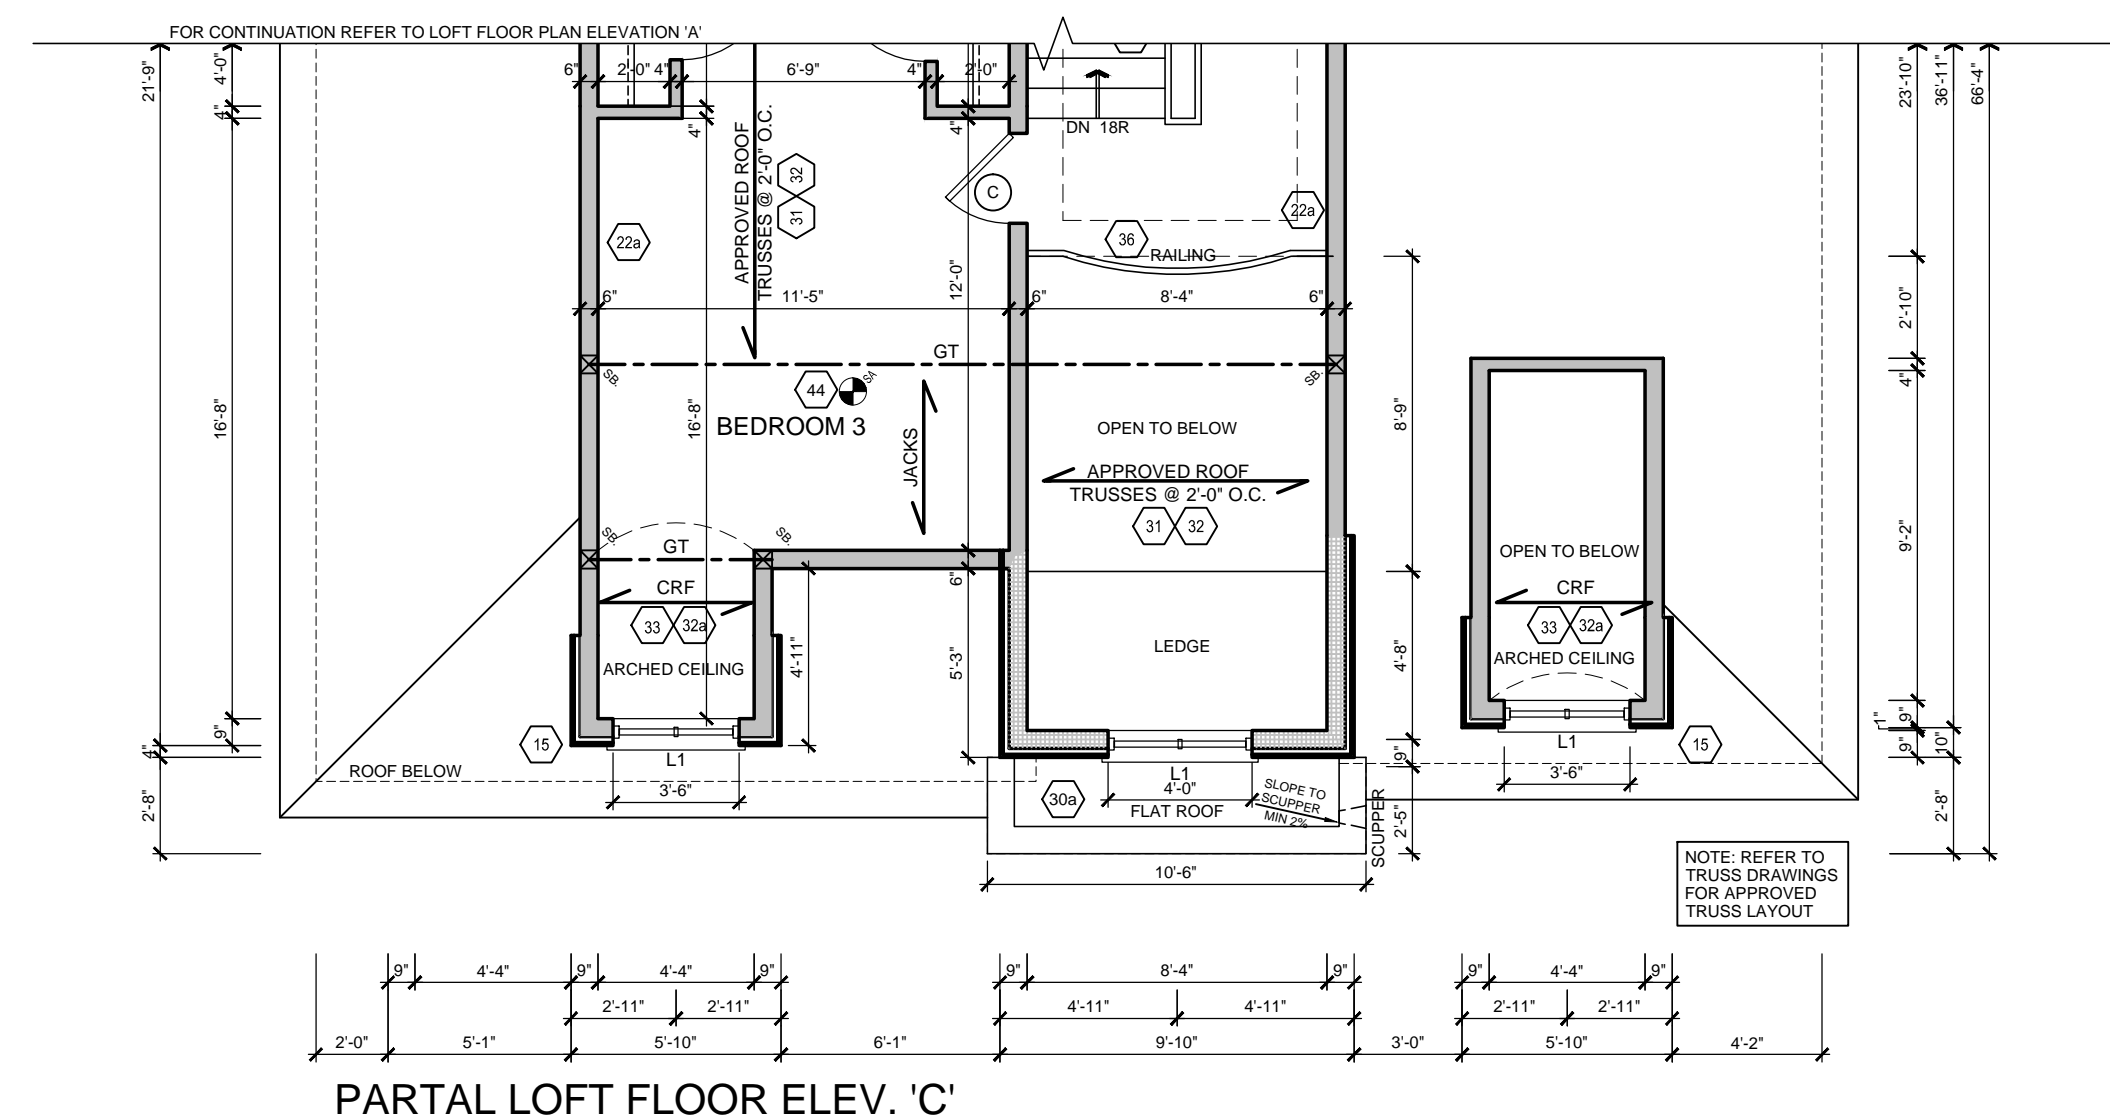 FOR CONTINUATION REFER TO LOFT FLOOR PLAN ELEVATION 'A'
21'-9"
4'-0"
4"
16'-8"
9"
4"
2'-8"
6"
2'-0"
4"
6'-9"
4"
2'-0"
4"
4"
APPROVED ROOF
TRUSSES @ 2'-0" O.C.
32
31
22a
DN 18R
C
22a
36
RAILING
12'-0"
6"
11'-5"
6"
8'-4"
6"
GT
SB.
SB.
44
SA
BEDROOM 3
16'-8"
JACKS
OPEN TO BELOW
APPROVED ROOF
TRUSSES @ 2'-0" O.C.
31
32
SB.
SB.
GT
CRF
33
32a
ARCHED CEILING
4'-11"
6"
5'-3"
LEDGE
15
L1
3'-6"
ROOF BELOW
L1
4'-0"
30a
FLAT ROOF
SLOPE TO
SCUPPER
MIN 2%
SCUPPER
10'-6"
8'-9"
4'-8"
9"
2'-5"
OPEN TO BELOW
CRF
33
32a
ARCHED CEILING
L1
3'-6"
15
23'-10"
36'-11"
66'-4"
2'-10"
4"
9'-2"
9"
1"
9"
10"
2'-8"
NOTE: REFER TO
TRUSS DRAWINGS
FOR APPROVED
TRUSS LAYOUT
9"
4'-4"
9"
4'-4"
9"
9"
8'-4"
9"
9"
4'-4"
9"
2'-11"
2'-11"
4'-11"
4'-11"
2'-11"
2'-11"
2'-0"
5'-1"
5'-10"
6'-1"
9'-10"
3'-0"
5'-10"
4'-2"
PARTAL LOFT FLOOR ELEV. 'C'